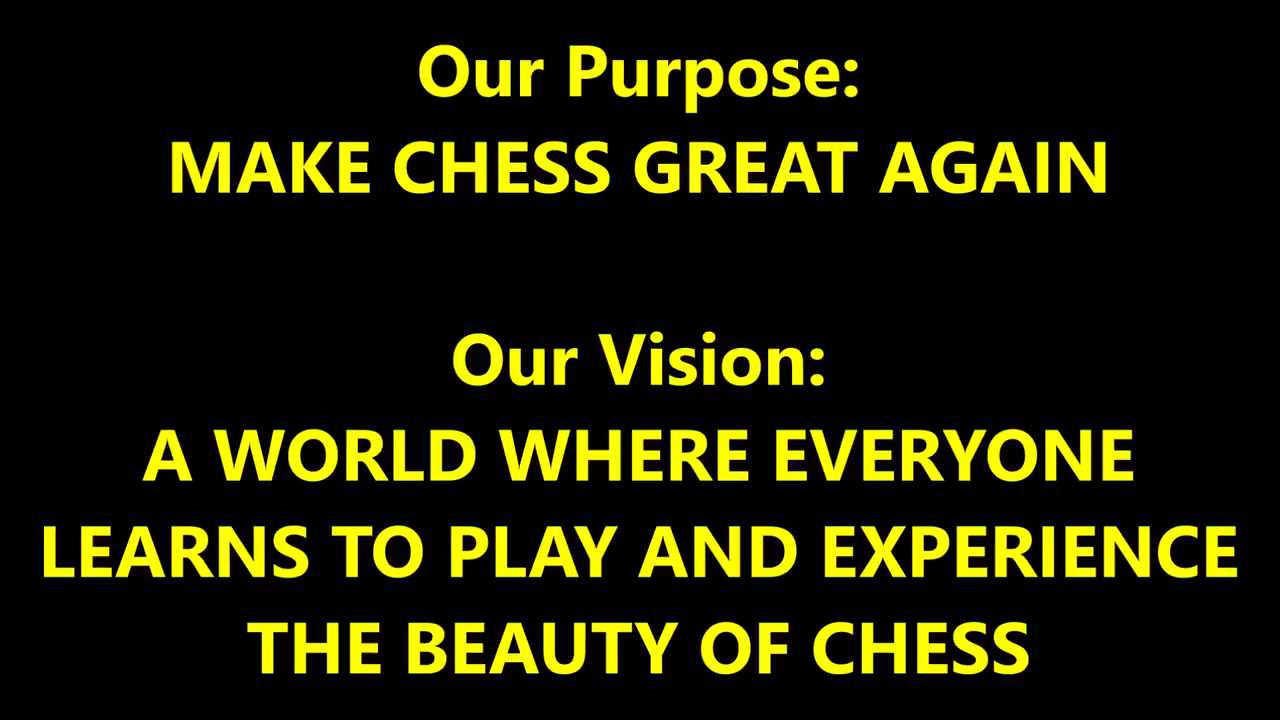 Our Purpose:
MAKE CHESS GREAT AGAIN
Our Vision:
A WORLD WHERE EVERYONE
LEARNS TO PLAY AND EXPERIENCE
THE BEAUTY OF CHESS